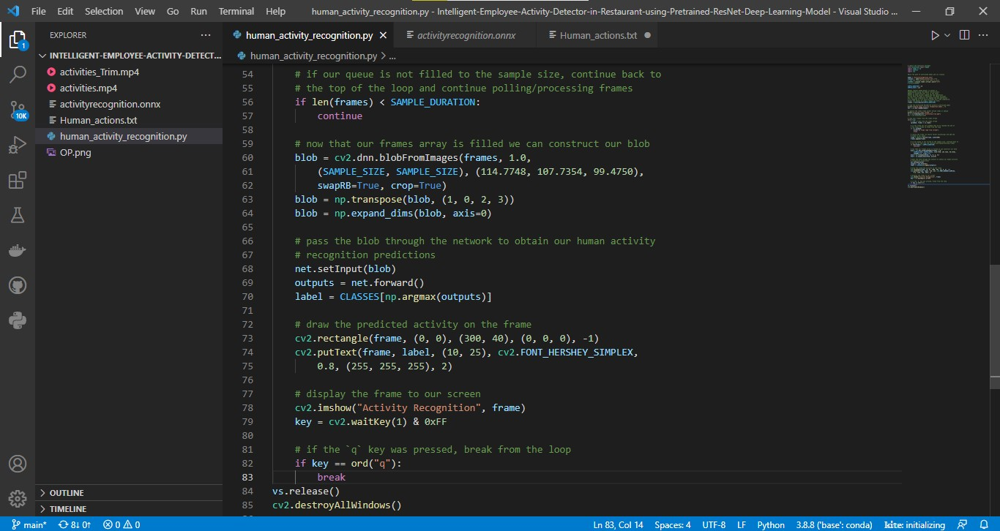 File Edit Selection View Go Run Terminal Help human_activity_recognition.py - Intelligent-Employee-Activity-Detector-in-Restaurant-using-Pretrained-ResNet-Deep-Learning-Model - Visual Studio ...
EXPLORER
INTELLIGENT-EMPLOYEE-ACTIVITY-DETECT...
activities_Trim.mp4
activities.mp4
activityrecognition.onnx
Human_actions.txt
human_activity_recognition.py
OP.png
OUTLINE
TIMELINE
1
10K
human_activity_recognition.py activityrecognition.onnx Human_actions.txt
human_activity_recognition.py > ...
54 # if our queue is not filled to the sample size, continue back to
55 # the top of the loop and continue polling/processing frames
56 if len(frames) < SAMPLE_DURATION:
57 continue
58
59 # now that our frames array is filled we can construct our blob
60 blob = cv2.dnn.blobFromImages(frames, 1.0,
61 (SAMPLE_SIZE, SAMPLE_SIZE), (114.7748, 107.7354, 99.4750),
62 swapRB=True, crop=True)
63 blob = np.transpose(blob, (1, 0, 2, 3))
64 blob = np.expand_dims(blob, axis=0)
65
66 # pass the blob through the network to obtain our human activity
67 # recognition predictions
68 net.setInput(blob)
69 outputs = net.forward()
70 label = CLASSES[np.argmax(outputs)]
71
72 # draw the predicted activity on the frame
73 cv2.rectangle(frame, (0, 0), (300, 40), (0, 0, 0), -1)
74 cv2.putText(frame, label, (10, 25), cv2.FONT_HERSHEY_SIMPLEX,
75 0.8, (255, 255, 255), 2)
76
77 # display the frame to our screen
78 cv2.imshow("Activity Recognition", frame)
79 key = cv2.waitKey(1) & 0xFF
80
81 # if the `q` key was pressed, break from the loop
82 if key == ord("q"):
83 break
84 vs.release()
85 cv2.destroyAllWindows()
main* 8↓ 0↑ 0 0 Ln 83, Col 14 Spaces: 4 UTF-8 LF Python 3.8.8 ('base': conda) kite: initializing